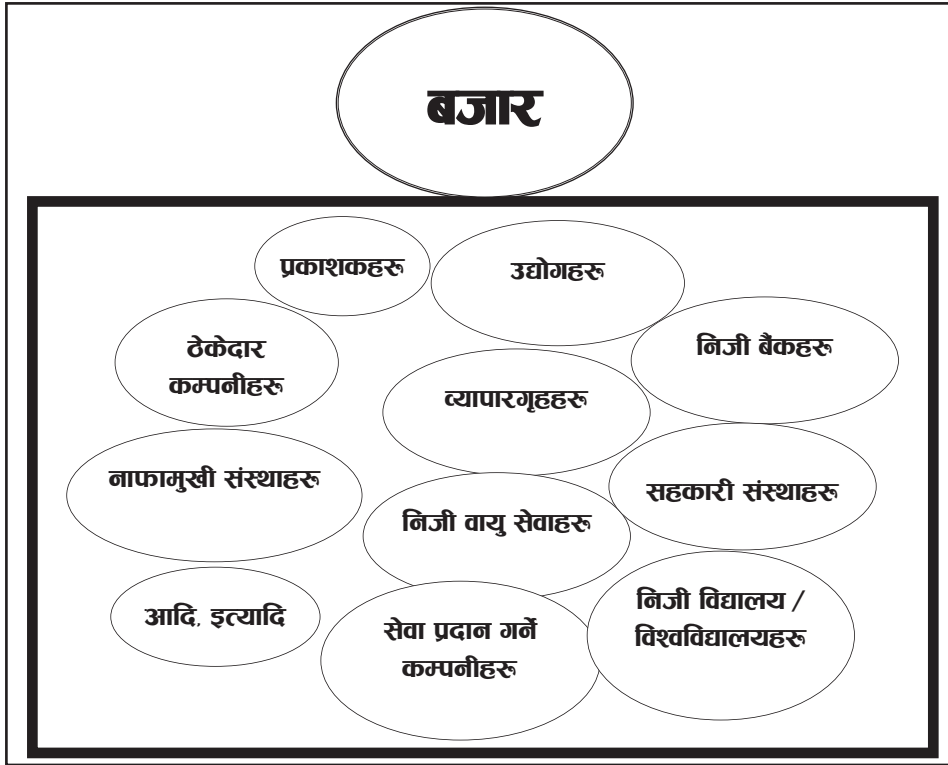 बजार
प्रकाशकहरू
उद्योगहरू
ठेकेदार
कम्पनीहरू
निजी बैंकहरू
व्यापारगृहहरू
नाफामुखी संस्थाहरू
सहकारी संस्थाहरू
निजी वायु सेवाहरू
आदि, इत्यादि
सेवा प्रदान गर्ने
कम्पनीहरू
निजी विद्यालय /
विश्वविद्यालयहरू